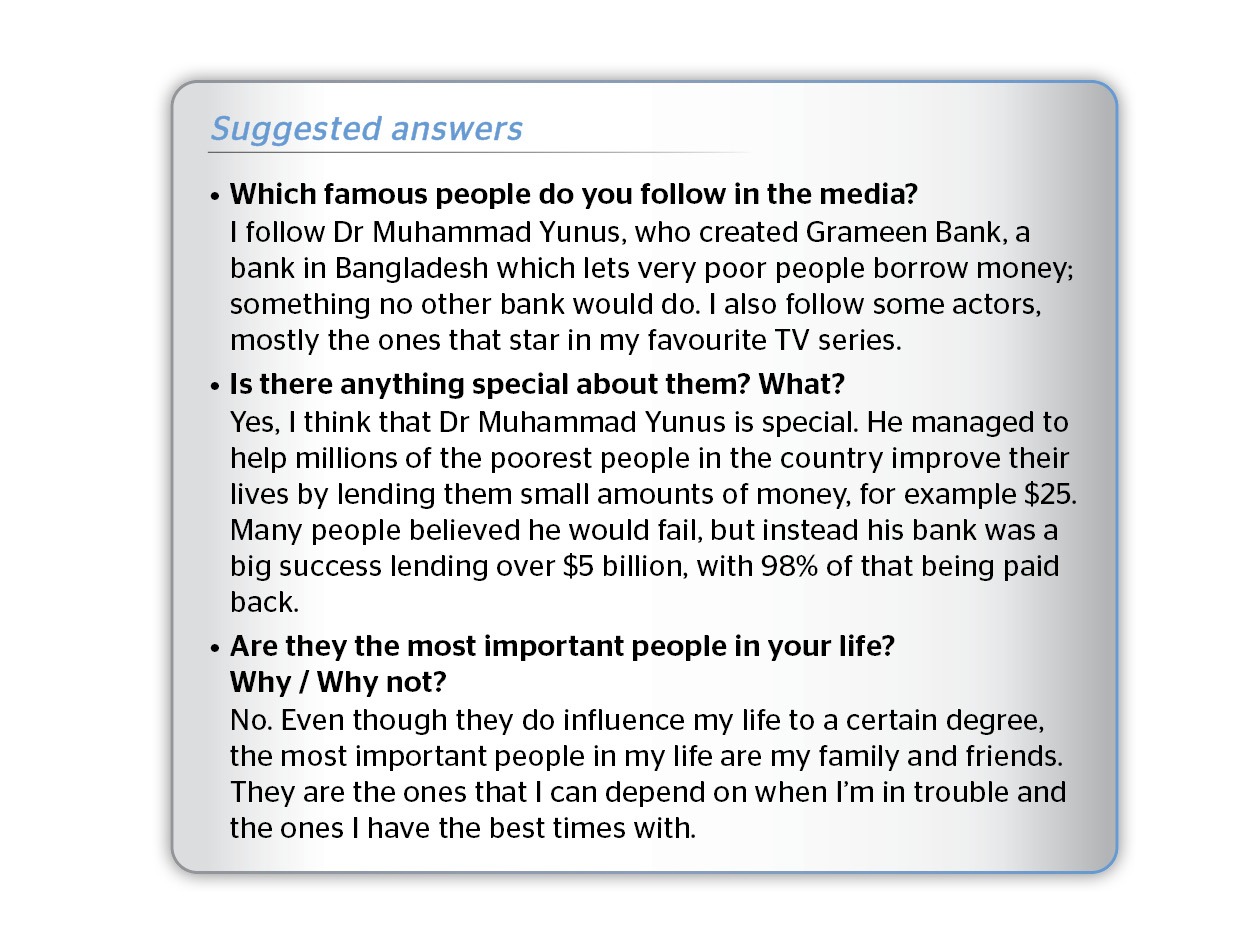 Suggested answers
• Which famous people do you follow in the media?
I follow Dr Muhammad Yunus, who created Grameen Bank, a
bank in Bangladesh which lets very poor people borrow money;
something no other bank would do. I also follow some actors,
mostly the ones that star in my favourite TV series.
• Is there anything special about them? What?
Yes, I think that Dr Muhammad Yunus is special. He managed to
help millions of the poorest people in the country improve their
lives by lending them small amounts of money, for example $25.
Many people believed he would fail, but instead his bank was a
big success lending over $5 billion, with 98% of that being paid
back.
• Are they the most important people in your life?
Why / Why not?
No. Even though they do influence my life to a certain degree,
the most important people in my life are my family and friends.
They are the ones that I can depend on when I’m in trouble and
the ones I have the best times with.